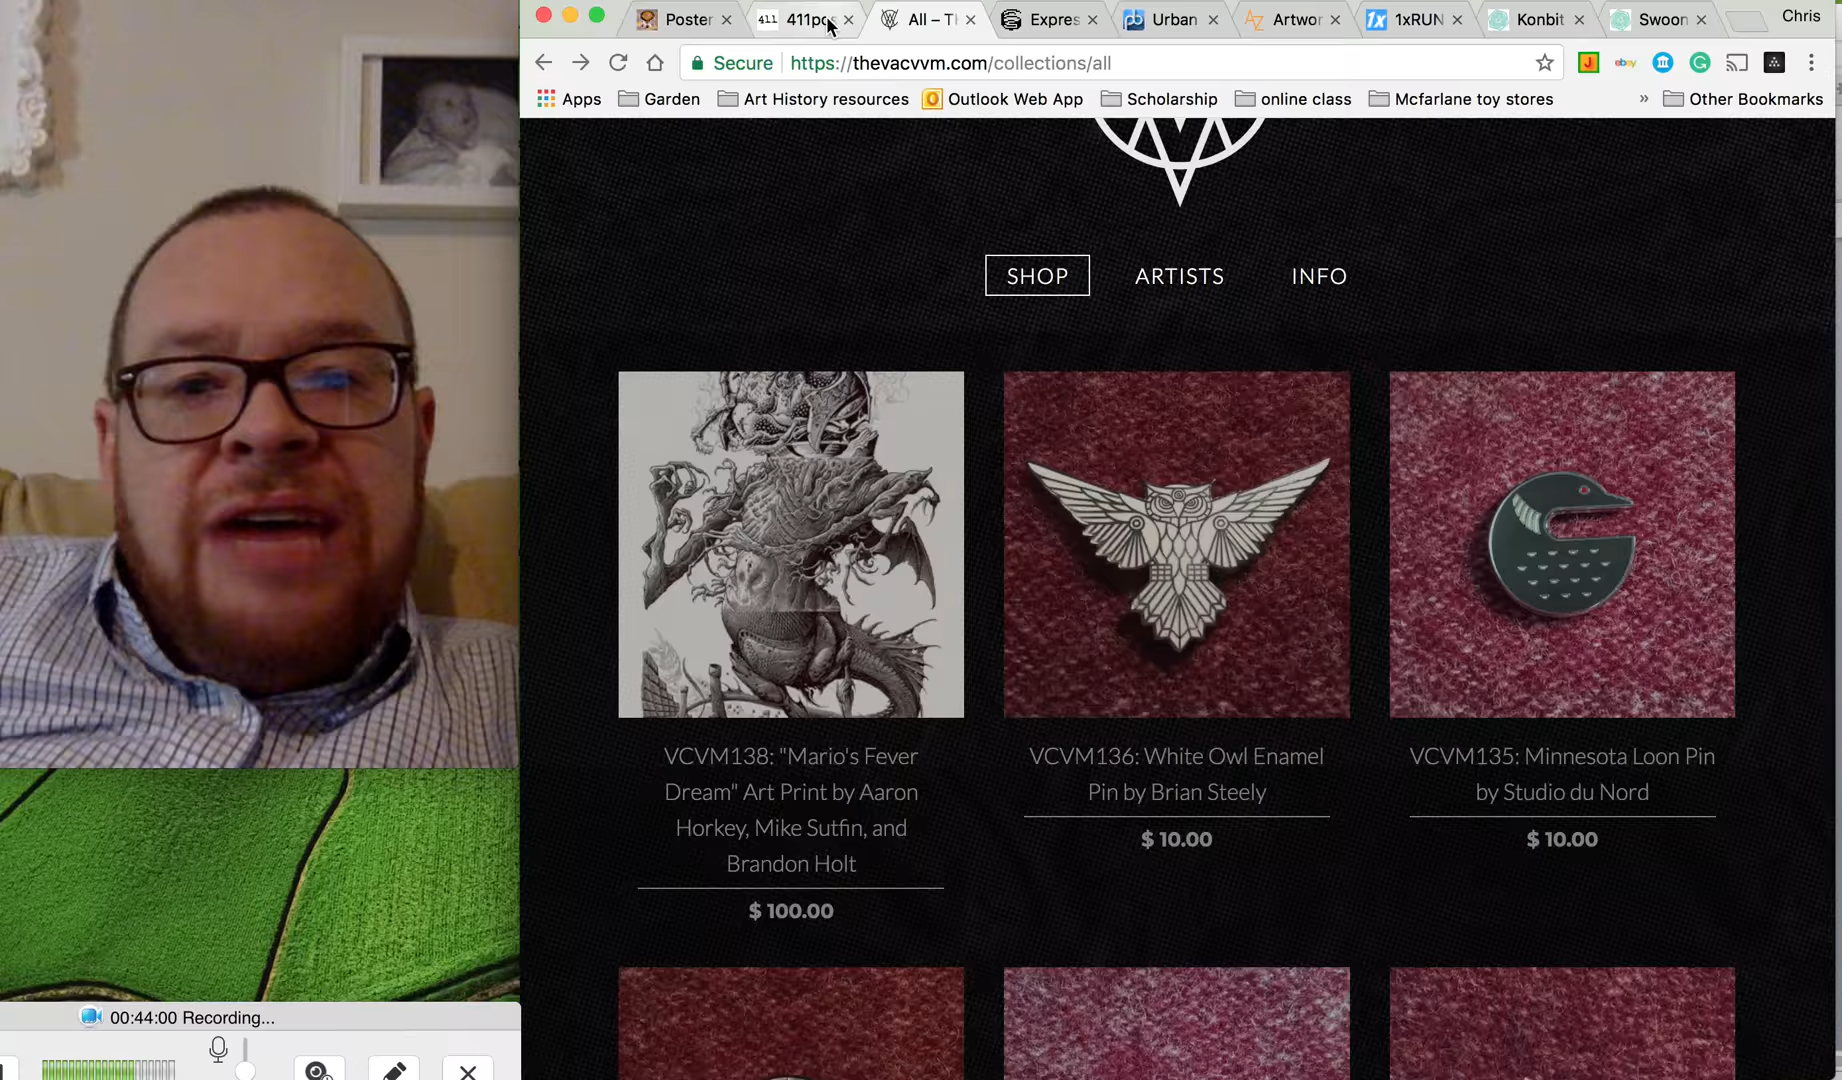 Poster
411pos
All – Th
Expres
Urban
Artwor
1xRUN
Konbit
Swoon
Chris
Secure https://thevacvvm.com/collections/all
Apps Garden Art History resources Outlook Web App Scholarship online class Mcfarlane toy stores » Other Bookmarks
SHOP ARTISTS INFO
VCVM138: "Mario's Fever
Dream" Art Print by Aaron
Horkey, Mike Sutfin, and
Brandon Holt
$ 100.00
VCVM136: White Owl Enamel
Pin by Brian Steely
$ 10.00
VCVM135: Minnesota Loon Pin
by Studio du Nord
$ 10.00
00:44:00 Recording...